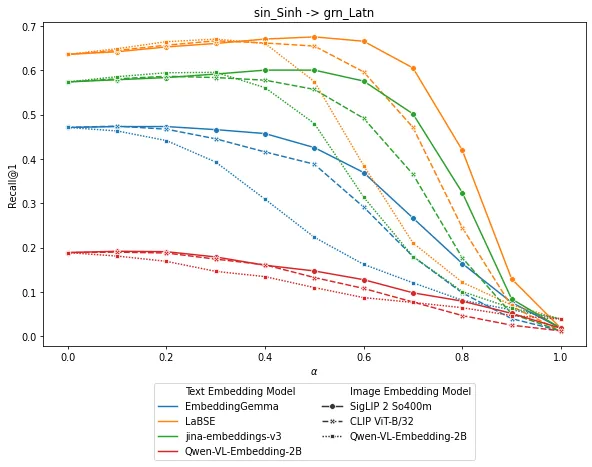 sin_Sinh -> grn_Latn
Recall@1
0.7
0.6
0.5
0.4
0.3
0.2
0.1
0.0
0.0 0.2 0.4 0.6 0.8 1.0
α
Text Embedding Model
EmbeddingGemma
LaBSE
jina-embeddings-v3
Qwen-VL-Embedding-2B
Image Embedding Model
SigLIP 2 So400m
CLIP ViT-B/32
Qwen-VL-Embedding-2B